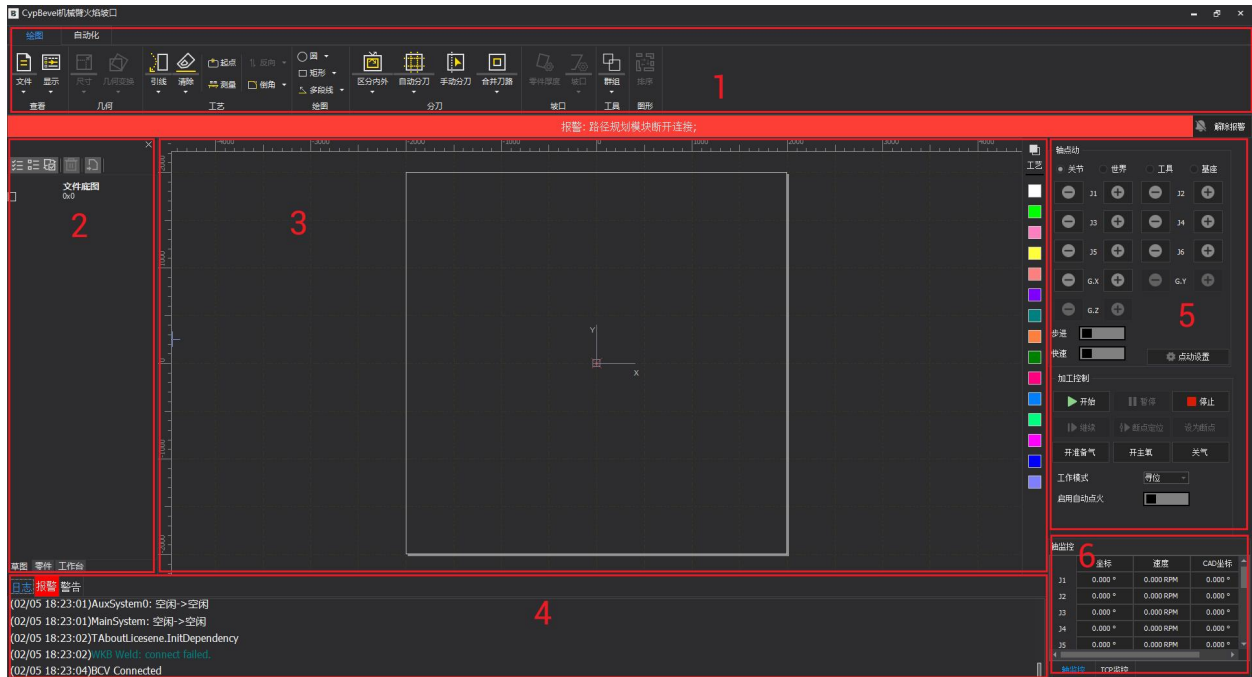 CypBevel机械臂火焰坡口
绘图 自动化
文件 显示 尺寸 几何变换 引线 清除 起点 反向 测量 倒角 圆 矩形 多段线 区分内外 自动分刀 手动分刀 合并刀路 零件厚度 坡口 群组 排序
查看 几何 工艺 绘图 分刀 坡口 工具 图形
1
报警: 路径规划模块断开连接;
解除报警
文件底图
0x0
2
草图 零件 工作台
-4000 -3000 -2000 -1000 0 1000 2000 3000 4000
2000
1000
0
-1000
-2000
3
Y
X
工艺
轴点动
关节 世界 工具 基座
J1 J2
J3 J4
J5 J6
G.X G.Y
G.Z
5
步进
快速 点动设置
加工控制
开始 暂停 停止
继续 断点定位 设为断点
开准备气 开主氧 关气
工作模式 寻位
启用自动点火
日志 报警 警告
(02/05 18:23:01)AuxSystem0: 空闲->空闲
(02/05 18:23:01)MainSystem: 空闲->空闲
(02/05 18:23:02)TAboutLicesene.InitDependency
(02/05 18:23:02)WKB Weld: connect failed.
(02/05 18:23:04)BCV Connected
4
轴监控
6
坐标 速度 CAD坐标
J1 0.000 ° 0.000 RPM 0.000 °
J2 0.000 ° 0.000 RPM 0.000 °
J3 0.000 ° 0.000 RPM 0.000 °
J4 0.000 ° 0.000 RPM 0.000 °
J5 0.000 ° 0.000 RPM 0.000 °
轴监控 TCP监控